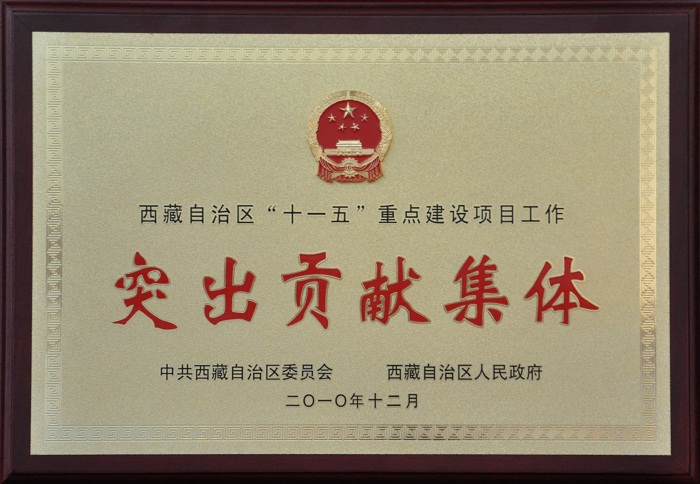 西藏自治区“十一五”重点建设项目工作
突出贡献集体
中共西藏自治区委员会 西藏自治区人民政府
二〇一〇年十二月